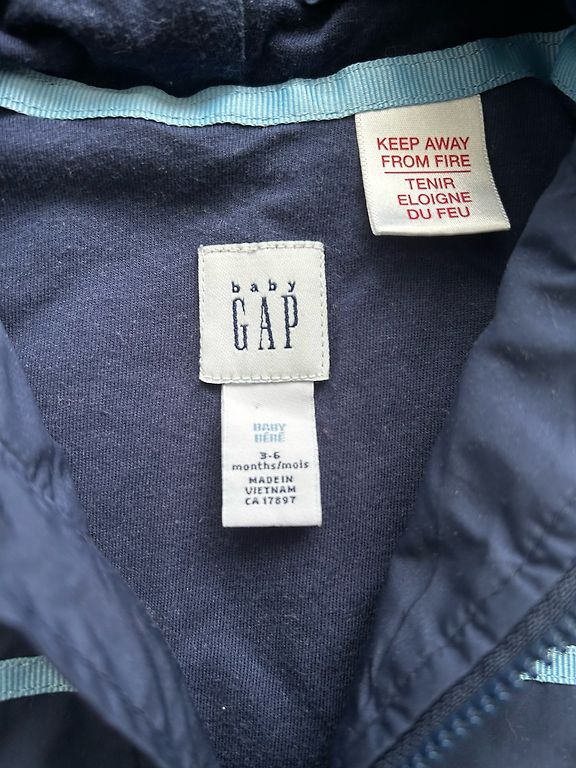 KEEP AWAY
FROM FIRE
TENIR
ELOIGNE
DU FEU
baby
GAP
BABY
BÉBÉ
3-6
months/mois
MADE IN
VIETNAM
CA 17897